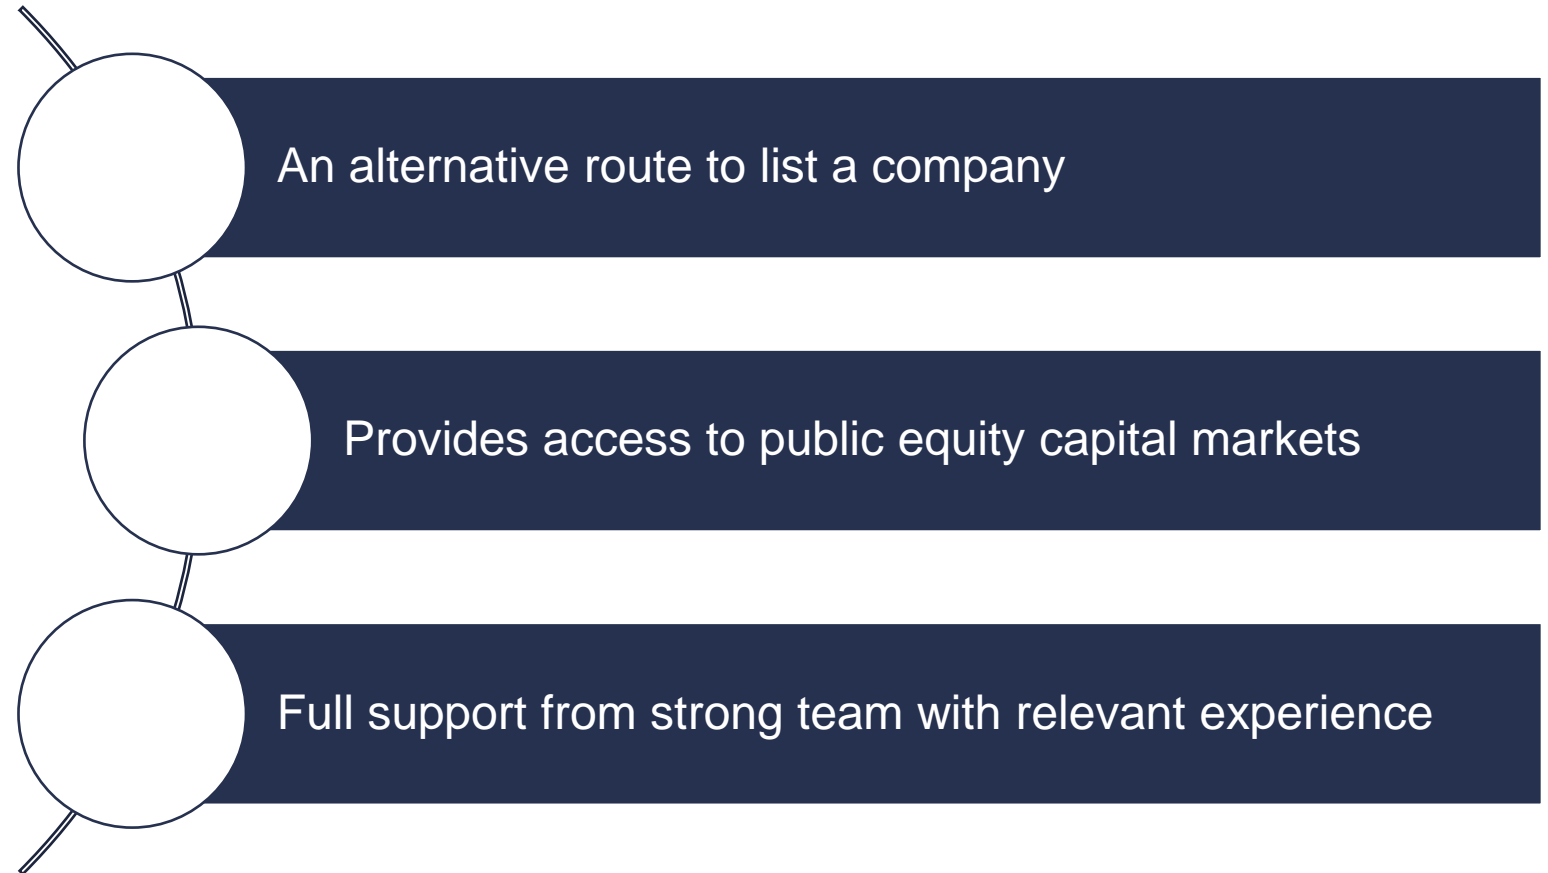 An alternative route to list a company
Provides access to public equity capital markets
Full support from strong team with relevant experience